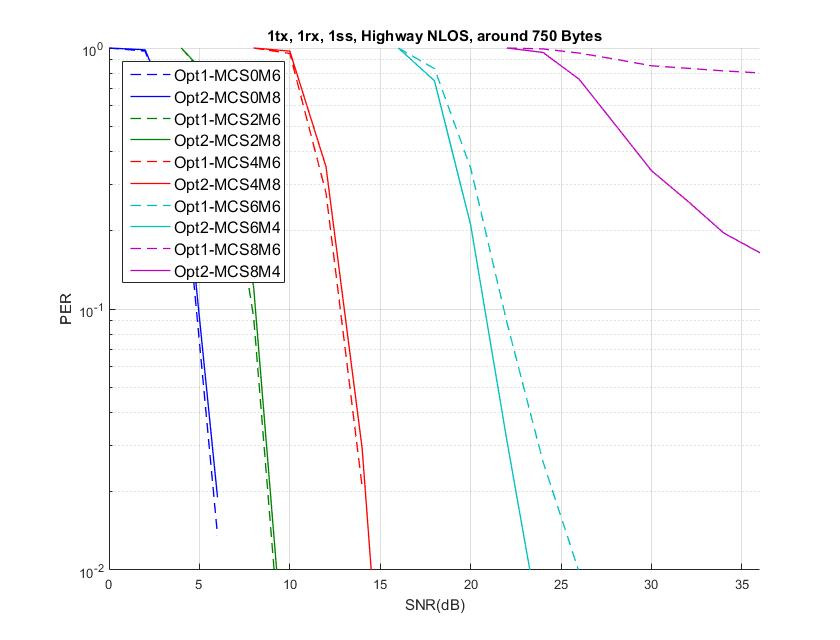 1tx, 1rx, 1ss, Highway NLOS, around 750 Bytes
10^0
Opt1-MCS0M6
Opt2-MCS0M8
Opt1-MCS2M6
Opt2-MCS2M8
Opt1-MCS4M6
Opt2-MCS4M8
Opt1-MCS6M6
Opt2-MCS6M4
Opt1-MCS8M6
Opt2-MCS8M4
PER
10^-1
10^-2
0 5 10 15 20 25 30 35
SNR(dB)